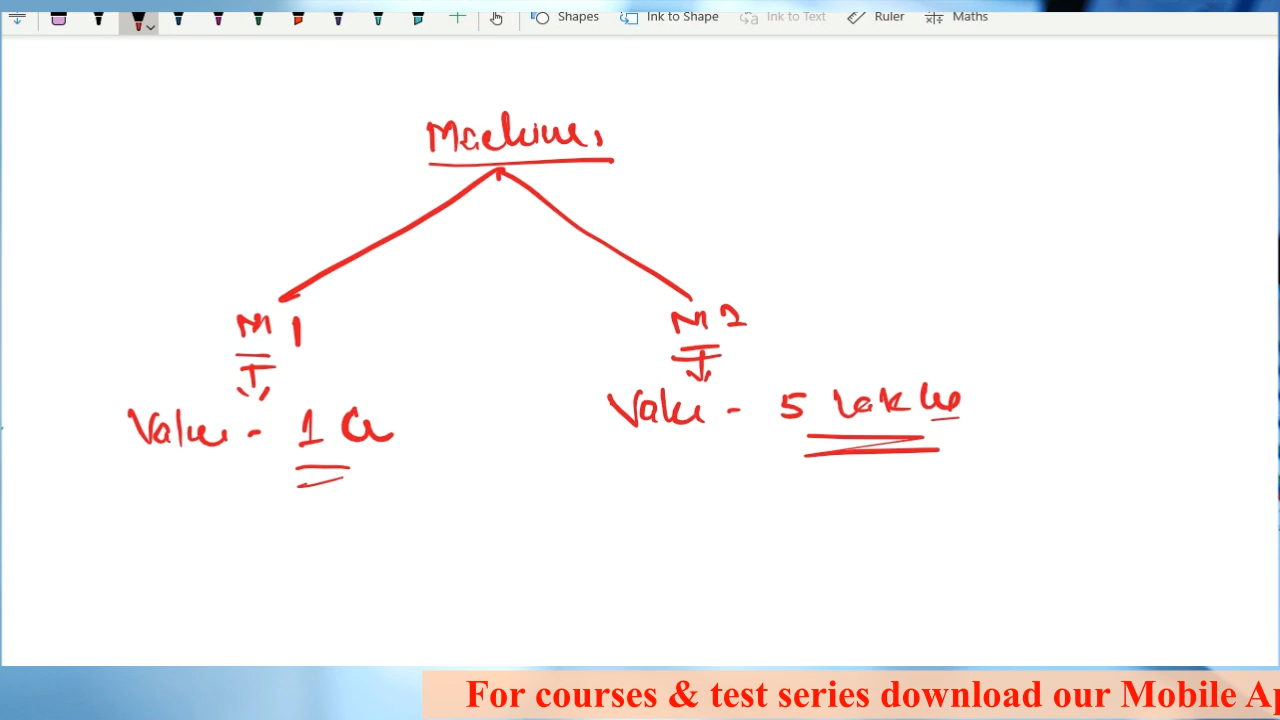 Shapes Ink to Shape Ink to Text Ruler Maths
Machines
M 1 M 2
Value - 1 Cr Value - 5 lakhs
For courses & test series download our Mobile Ap